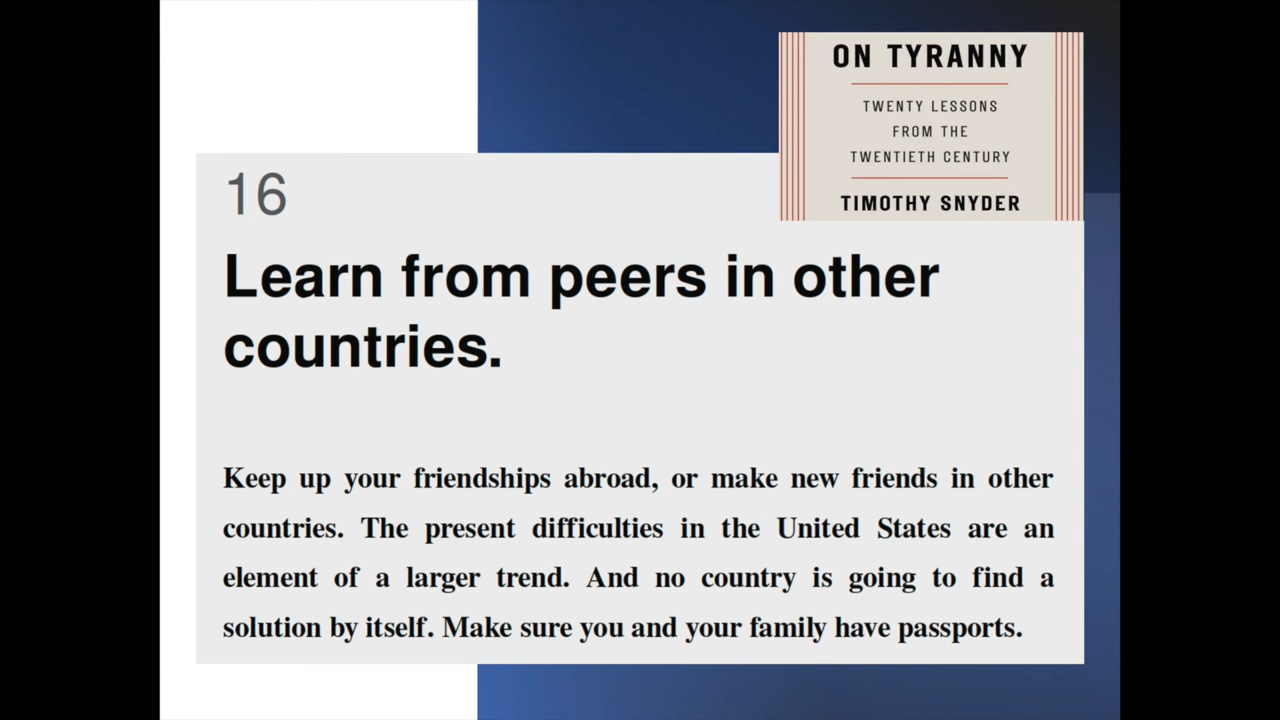 ON TYRANNY
TWENTY LESSONS
FROM THE
TWENTIETH CENTURY
TIMOTHY SNYDER
16
Learn from peers in other
countries.
Keep up your friendships abroad, or make new friends in other
countries. The present difficulties in the United States are an
element of a larger trend. And no country is going to find a
solution by itself. Make sure you and your family have passports.